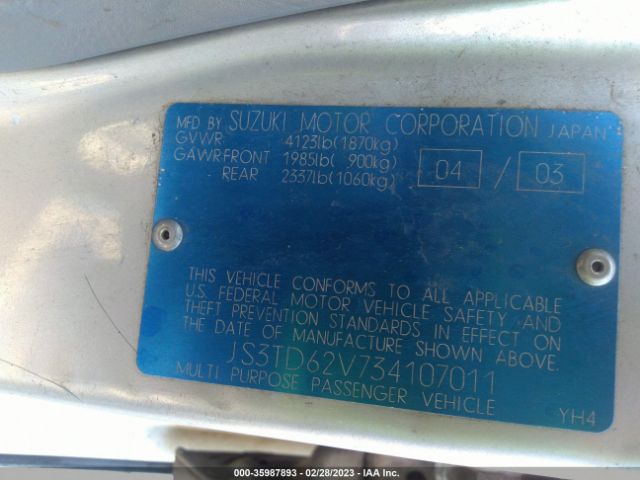 MFD BY SUZUKI MOTOR CORPORATION JAPAN
GVWR 4123lb(1870kg)
GAWR-FRONT 1985lb( 900kg)
REAR 2337lb(1060kg)
04 / 03
THIS VEHICLE CONFORMS TO ALL APPLICABLE
U.S. FEDERAL MOTOR VEHICLE SAFETY AND
THEFT PREVENTION STANDARDS IN EFFECT ON
THE DATE OF MANUFACTURE SHOWN ABOVE.
JS3TD62V734107011
MULTI PURPOSE PASSENGER VEHICLE YH4
000-35987893 - 02/28/2023 - IAA Inc.